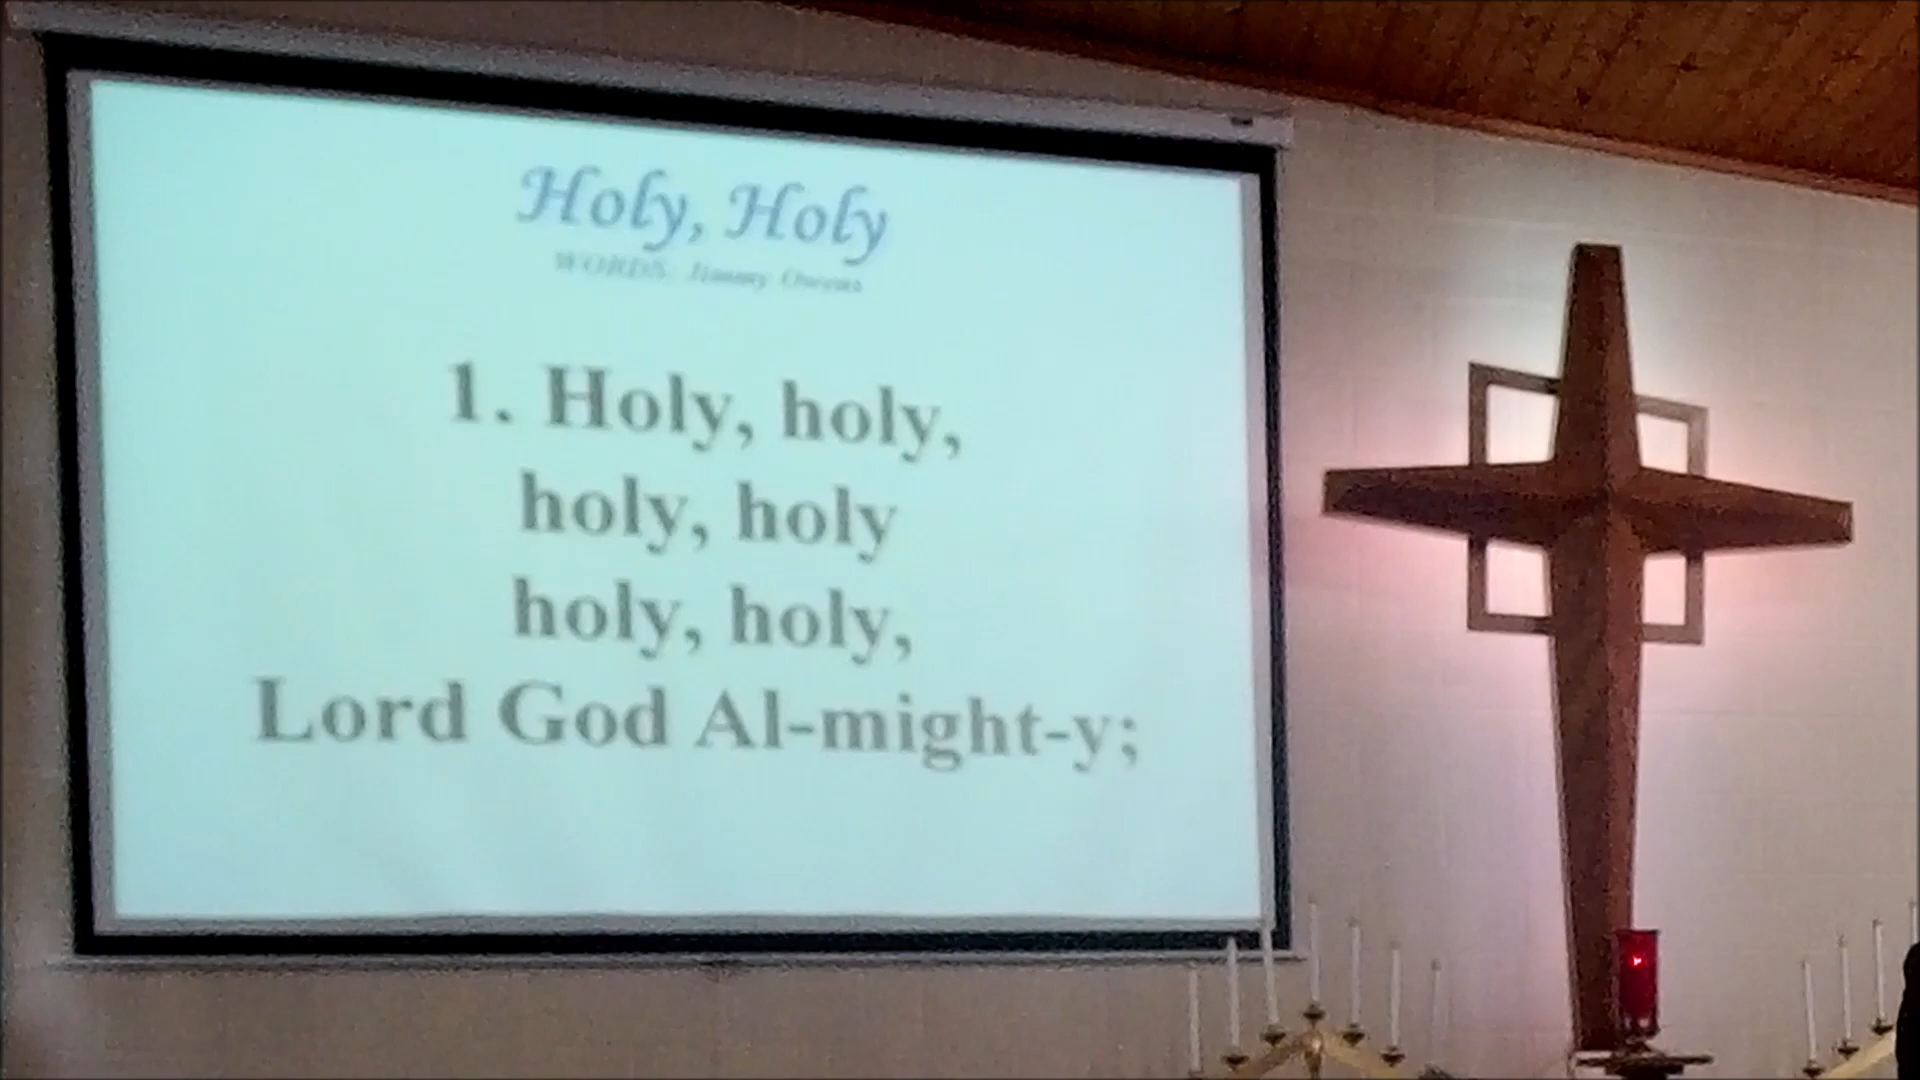 Holy, Holy
WORDS: Jimmy Owens
1. Holy, holy,
holy, holy
holy, holy,
Lord God Al-might-y;